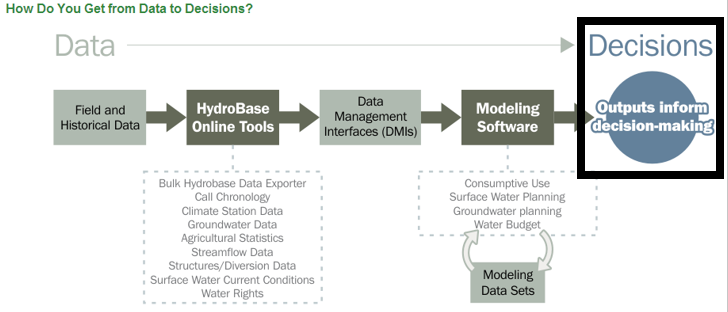 How Do You Get from Data to Decisions?
Data
Decisions
Field and
Historical Data
HydroBase
Online Tools
Data
Management
Interfaces (DMIs)
Modeling
Software
Outputs inform
decision-making
Bulk Hydrobase Data Exporter
Call Chronology
Climate Station Data
Groundwater Data
Agricultural Statistics
Streamflow Data
Structures/Diversion Data
Surface Water Current Conditions
Water Rights
Consumptive Use
Surface Water Planning
Groundwater planning
Water Budget
Modeling
Data Sets